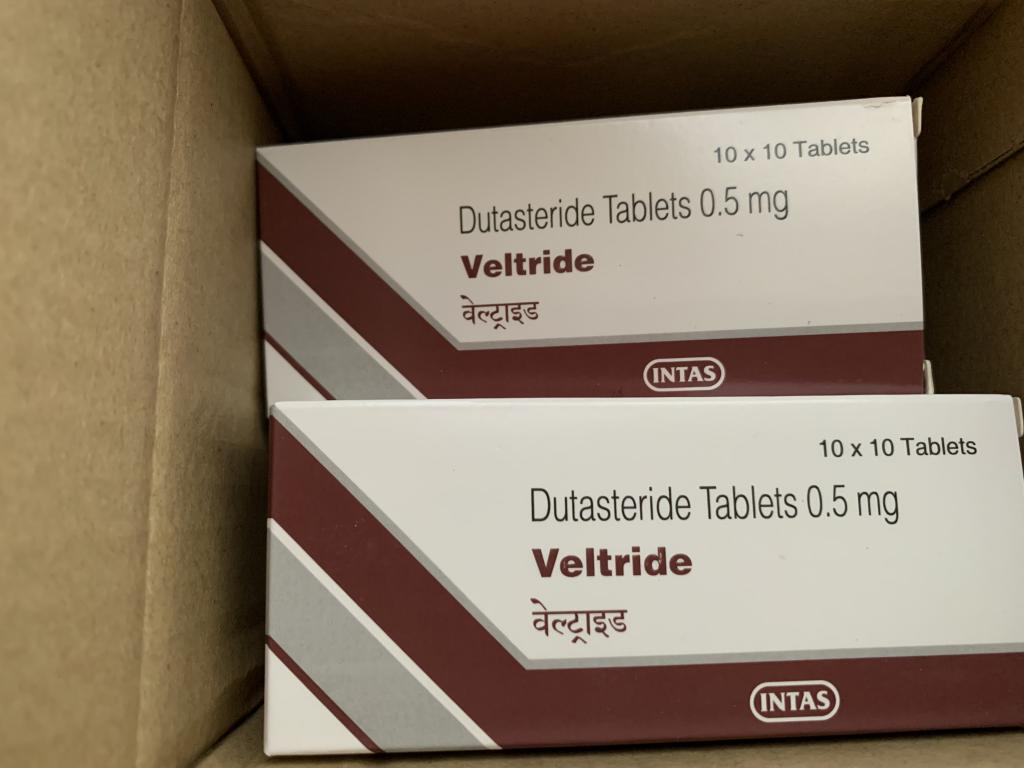 10 x 10 Tablets
Dutasteride Tablets 0.5 mg
Veltride
वेल्ट्राइड
INTAS
10 x 10 Tablets
Dutasteride Tablets 0.5 mg
Veltride
वेल्ट्राइड
INTAS